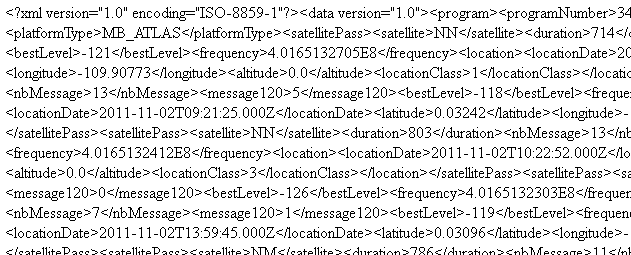 <?xml version="1.0" encoding="ISO-8859-1"?><data version="1.0"><program><programNumber>34
<platformType>MB_ATLAS</platformType><satellitePass><satellite>NN</satellite><duration>714</
<bestLevel>-121</bestLevel><frequency>4.0165132705E8</frequency><location><locationDate>20
<longitude>-109.90773</longitude><altitude>0.0</altitude><locationClass>1</locationClass></locatio
<nbMessage>13</nbMessage><message120>5</message120><bestLevel>-118</bestLevel><freque
<locationDate>2011-11-02T09:21:25.000Z</locationDate><latitude>0.03242</latitude><longitude>-
</satellitePass><satellitePass><satellite>NN</satellite><duration>803</duration><nbMessage>13</nb
<frequency>4.0165132412E8</frequency><location><locationDate>2011-11-02T10:22:52.000Z</lo
<altitude>0.0</altitude><locationClass>3</locationClass></location></satellitePass><satellitePass><sa
<message120>0</message120><bestLevel>-126</bestLevel><frequency>4.0165132303E8</frequen
<nbMessage>7</nbMessage><message120>1</message120><bestLevel>-119</bestLevel><frequen
<locationDate>2011-11-02T13:59:45.000Z</locationDate><latitude>0.03096</latitude><longitude>-
</satellitePass><satellitePass><satellite>NM</satellite><duration>786</duration><nbMessage>11</nb